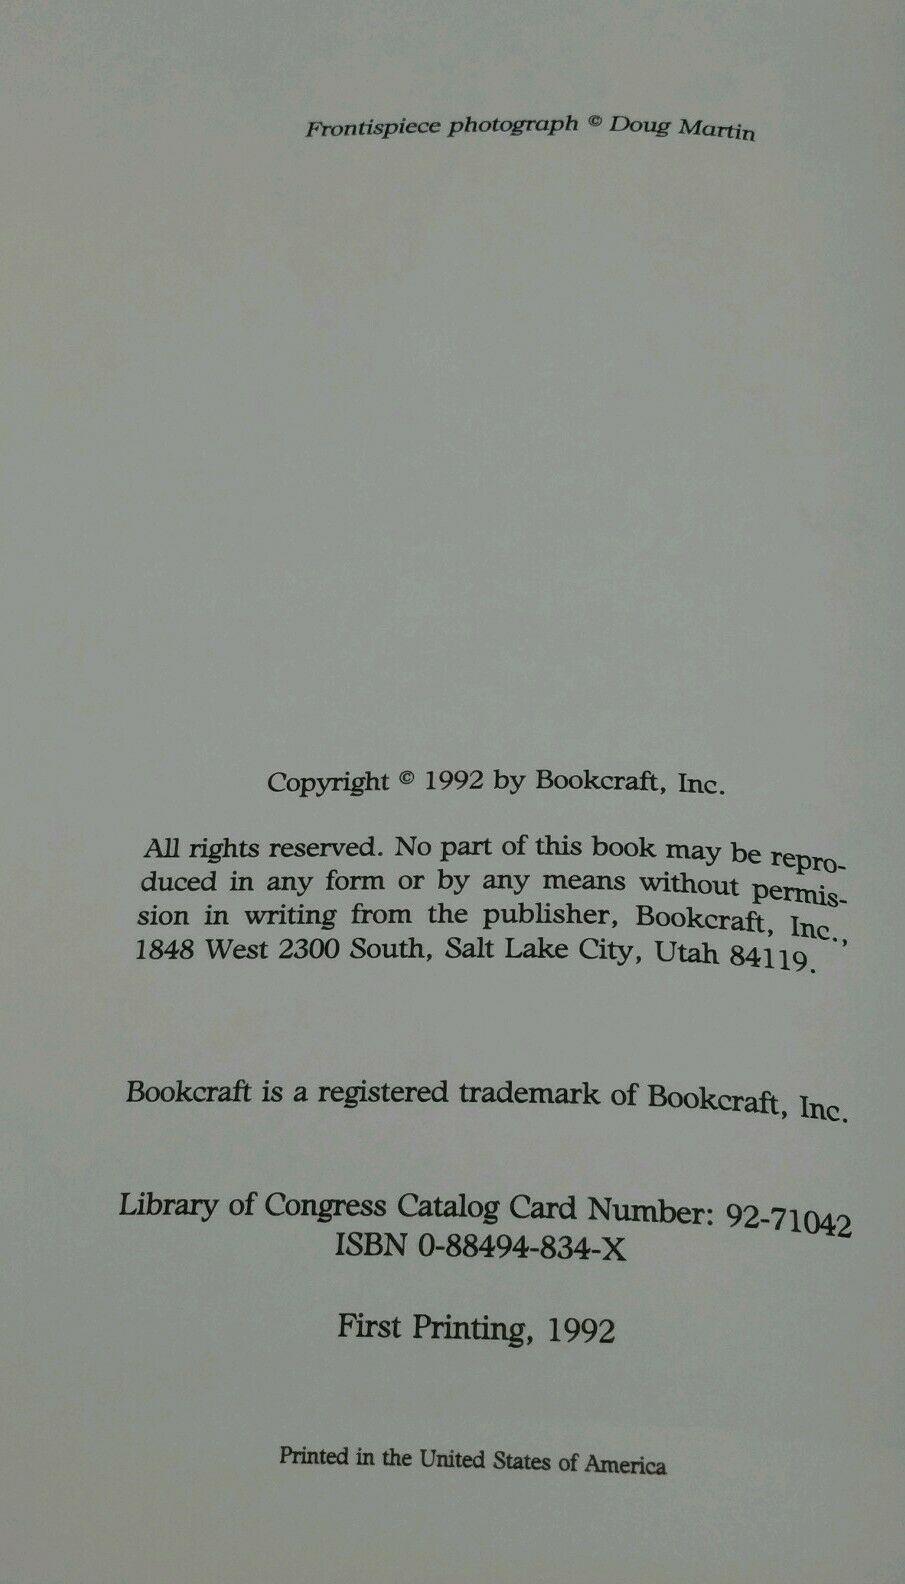 Frontispiece photograph © Doug Martin
Copyright © 1992 by Bookcraft, Inc.
All rights reserved. No part of this book may be repro-
duced in any form or by any means without permis-
sion in writing from the publisher, Bookcraft, Inc.,
1848 West 2300 South, Salt Lake City, Utah 84119.
Bookcraft is a registered trademark of Bookcraft, Inc.
Library of Congress Catalog Card Number: 92-71042
ISBN 0-88494-834-X
First Printing, 1992
Printed in the United States of America